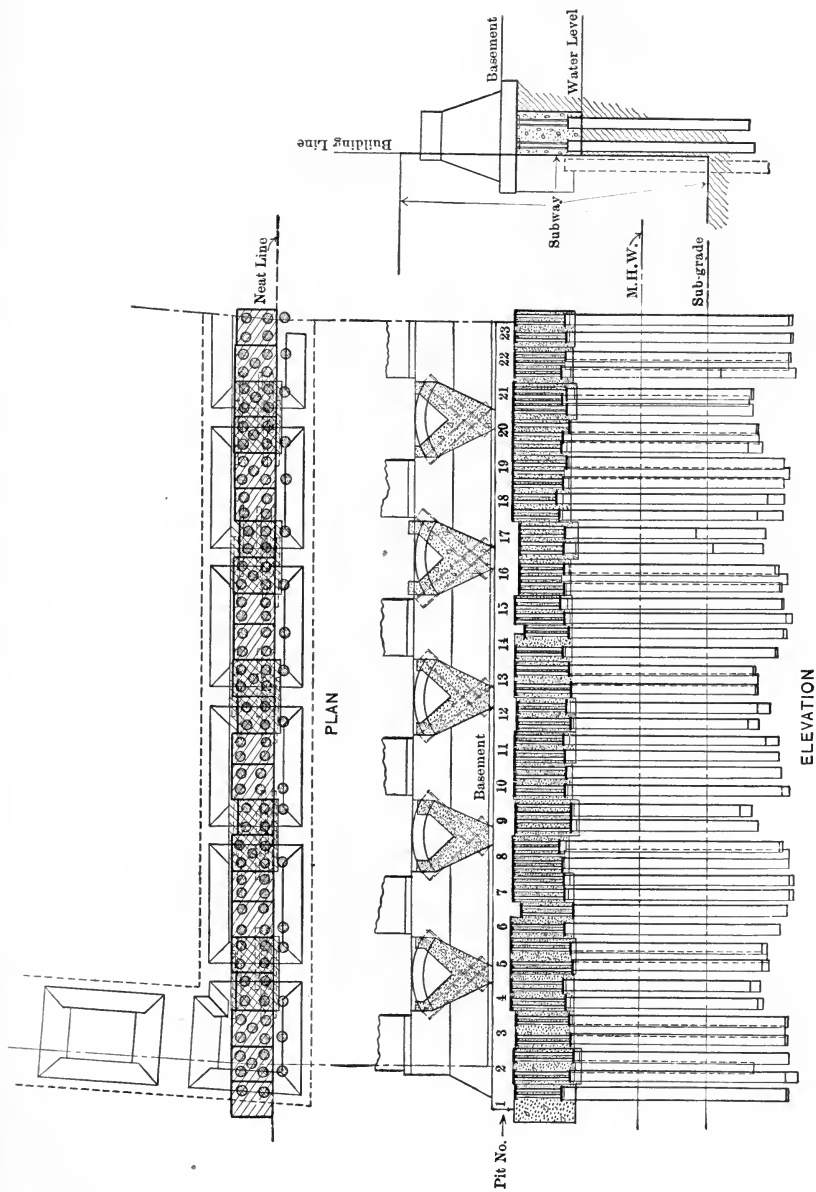 Building Line
Basement
Water Level
Subway
Neat Line
M.H.W.
Sub-grade
PLAN
Basement
Pit No.
1 2 3 4 5 6 7 8 9 10 11 12 13 14 15 16 17 18 19 20 21 22 23
ELEVATION